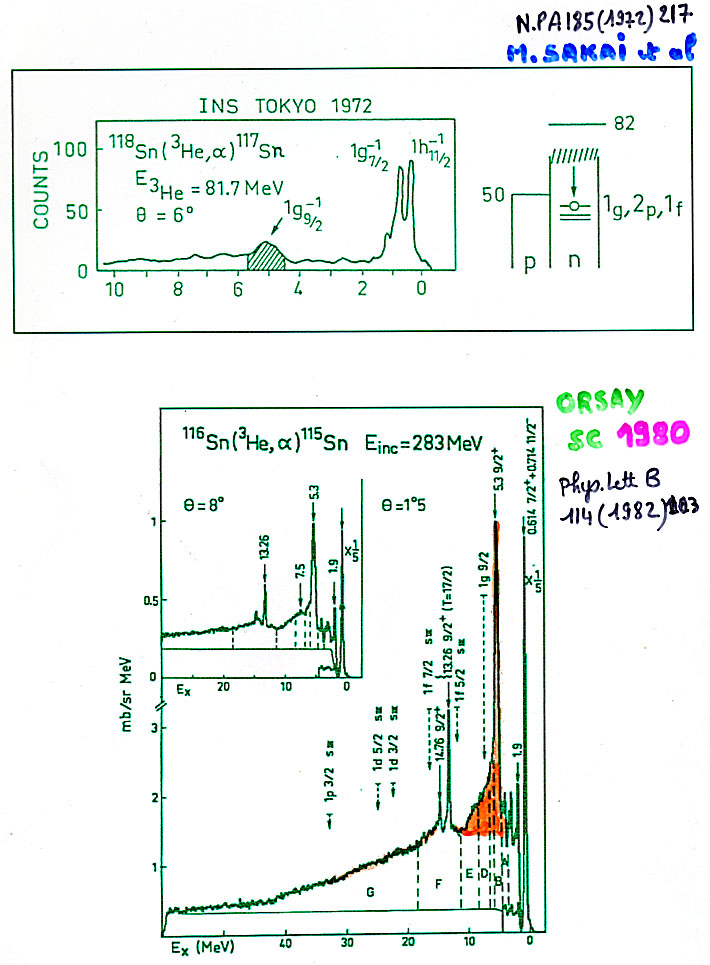 N.P A185(1972) 217
M. SAKAI et al
INS TOKYO 1972
118Sn(3He,α)117Sn
E3He = 81.7 MeV
θ = 6°
1g9/2-1
1g7/2-1
1h11/2-1
COUNTS
100
50
0
10 8 6 4 2 0
82
50
1g,2p,1f
p n
ORSAY
SC 1980
Phys. Lett B
114 (1982)
116Sn(3He,α)115Sn Einc=283MeV
θ=8°
θ=1°5
5.3
13.26
7.5
1.9
X1/5
1
0.5
0
Ex 20 10 0
mb/sr MeV
3
2
1
1p 3/2
1d 5/2
1d 3/2
1f 7/2
14.76 9/2+
13.26 9/2+ (T=17/2)
1f 5/2
1g 9/2
5.3 9/2+
1.9
0.614 7/2+ + 0.714 11/2-
X1/5
G F E D B A
Ex (MeV) 40 30 20 10 0